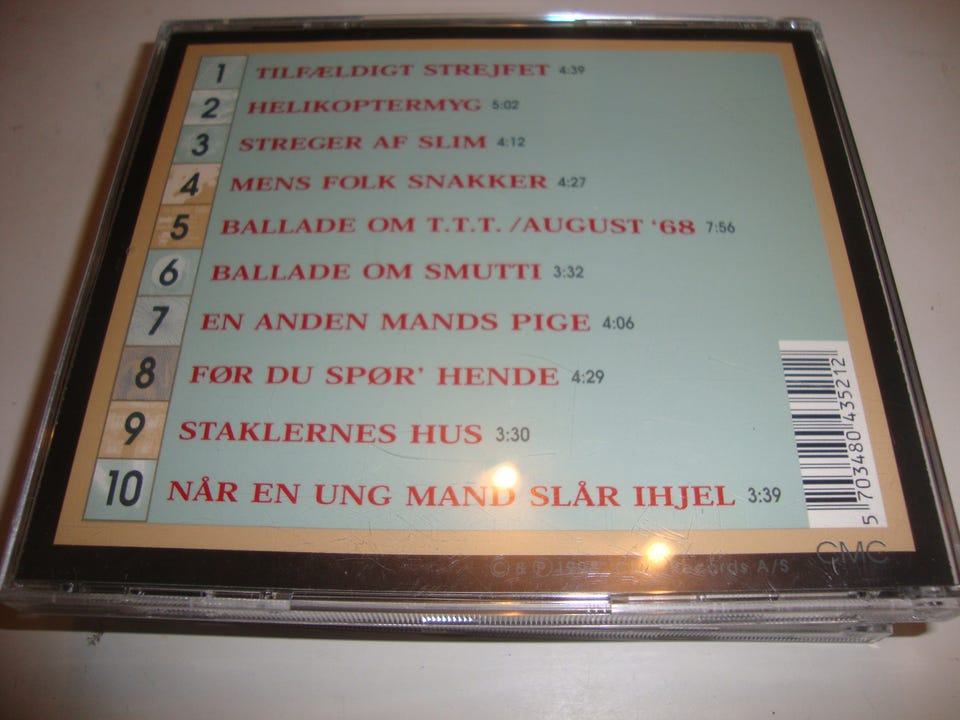 1 TILFÆLDIGT STREJFET 4:39
2 HELIKOPTERMYG 5:02
3 STREGER AF SLIM 4:12
4 MENS FOLK SNAKKER 4:27
5 BALLADE OM T.T.T. /AUGUST '68 7:56
6 BALLADE OM SMUTTI 3:32
7 EN ANDEN MANDS PIGE 4:06
8 FØR DU SPØR' HENDE 4:29
9 STAKLERNES HUS 3:30
10 NÅR EN UNG MAND SLÅR IHJEL 3:39
5 703480 435212
CMC
© & ℗ Records A/S